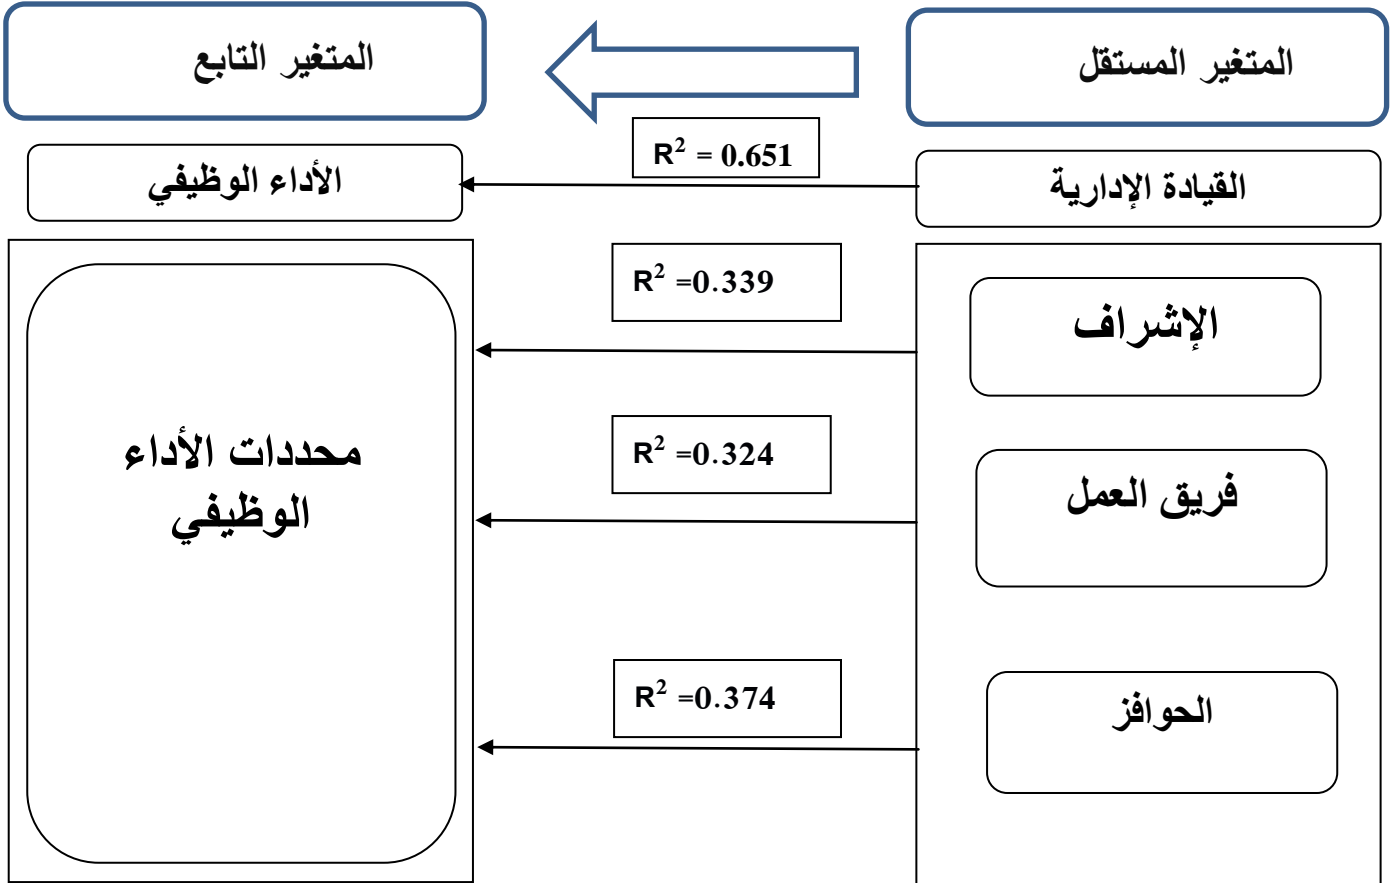 المتغير المستقل
المتغير التابع
القيادة الإدارية
R² = 0.651
الأداء الوظيفي
الإشراف
R² =0.339
فريق العمل
R² =0.324
الحوافز
R² =0.374
محددات الأداء
الوظيفي